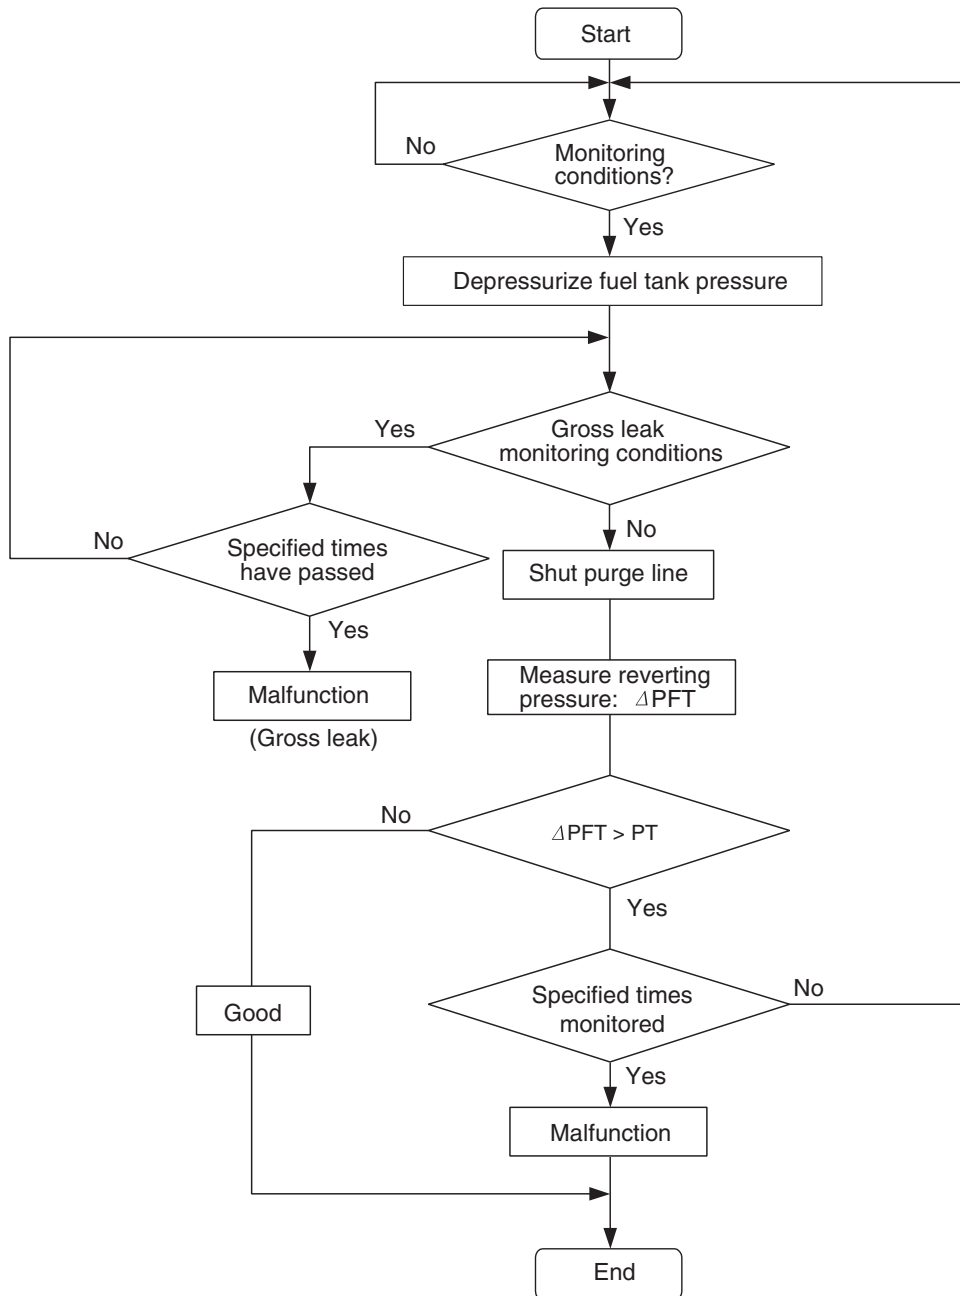 Start
No
Monitoring
conditions?
Yes
Depressurize fuel tank pressure
Yes
Gross leak
monitoring conditions
No
No
Specified times
have passed
Shut purge line
Yes
Malfunction
(Gross leak)
Measure reverting
pressure: ΔPFT
No
ΔPFT > PT
Yes
Good
Specified times
monitored
No
Yes
Malfunction
End